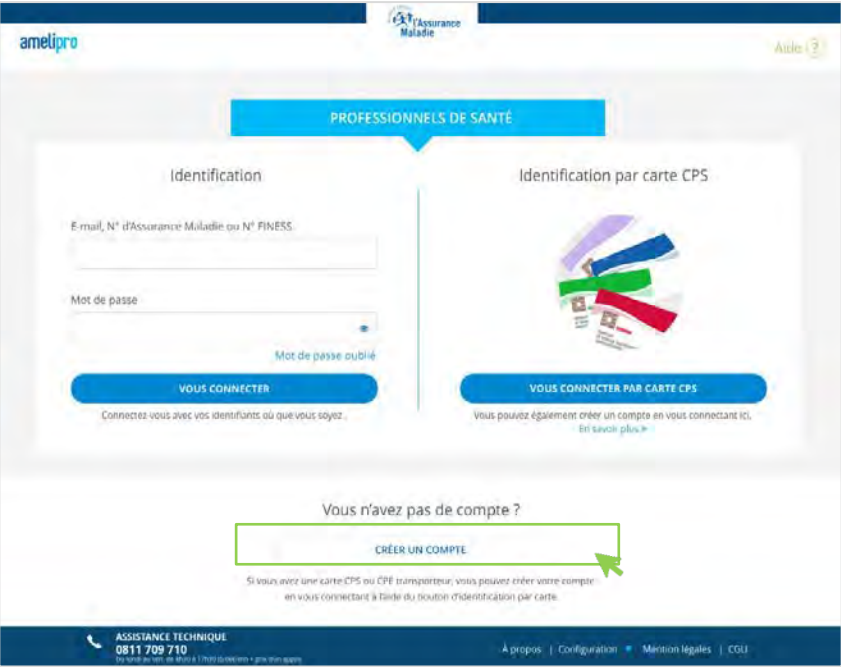 l'Assurance
Maladie
amelipro
Aide ?
PROFESSIONNELS DE SANTÉ
Identification
E-mail, N° d'Assurance Maladie ou N° FINESS
Mot de passe
Mot de passe oublié
VOUS CONNECTER
Connectez-vous avec vos identifiants où que vous soyez.
Identification par carte CPS
VOUS CONNECTER PAR CARTE CPS
Vous pouvez également créer un compte en vous connectant ici.
En savoir plus >
Vous n'avez pas de compte ?
CRÉER UN COMPTE
Si vous avez une carte CPS ou CPE transporteur, vous pouvez créer votre compte
en vous connectant à l'aide du bouton d'identification par carte
ASSISTANCE TECHNIQUE
0811 709 710
À propos | Configuration Mention légales | CGU